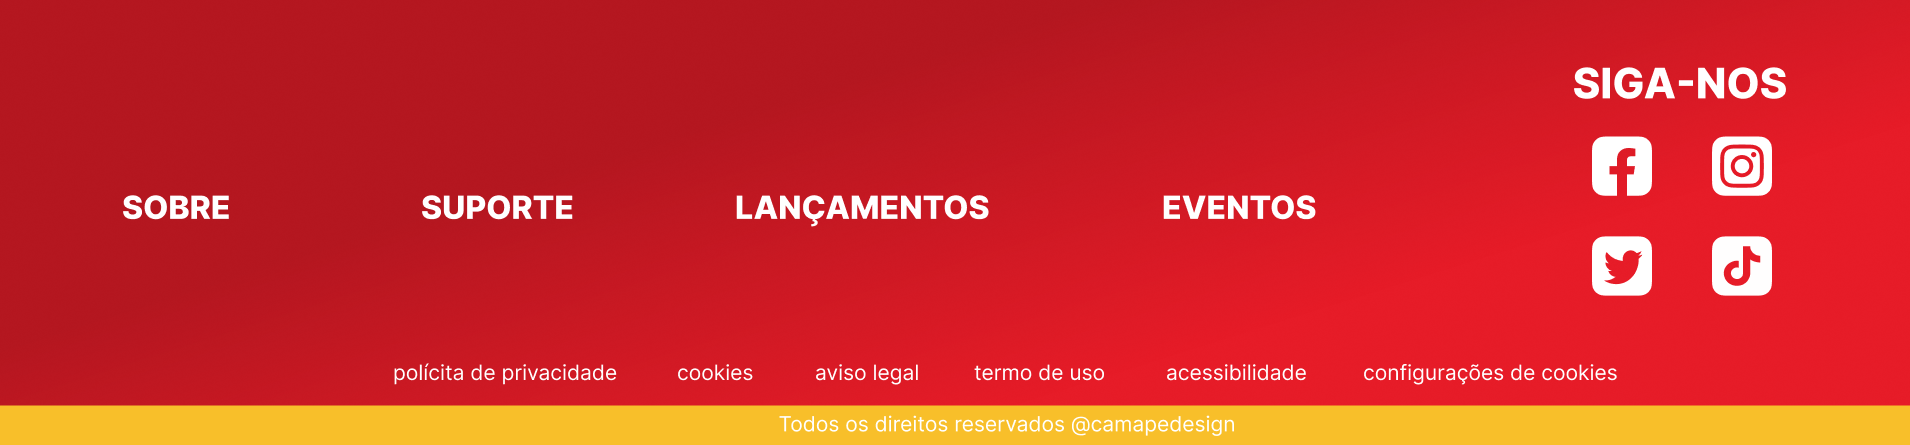 SIGA-NOS
SOBRE SUPORTE LANÇAMENTOS EVENTOS
polícita de privacidade cookies aviso legal termo de uso acessibilidade configurações de cookies
Todos os direitos reservados @camapedesign